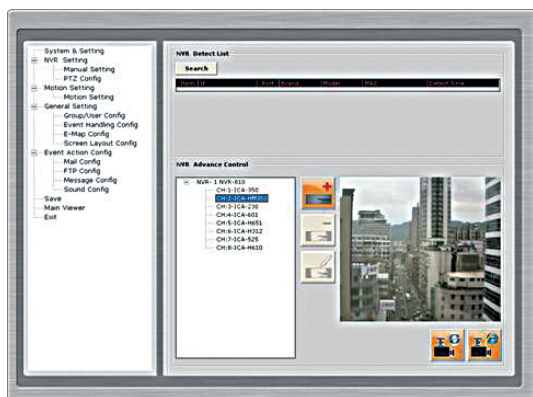 System & Setting
NVR Setting
Manual Setting
PTZ Config
Motion Setting
Motion Setting
General Setting
Group/User Config
Event Handling Config
E-Map Config
Screen Layout Config
Event Action Config
Mail Config
FTP Config
Message Config
Sound Config
Save
Main Viewer
Exit
NVR Detect List
Search
Item IP Port Brand Model MAC Detect Time
NVR Advance Control
NVR- 1 NVR-810
CH:1-ICA-350
CH:2-ICA-HM351
CH:3-ICA-230
CH:4-ICA-601
CH:5-ICA-H651
CH:6-ICA-H312
CH:7-ICA-525
CH:8-ICA-H610